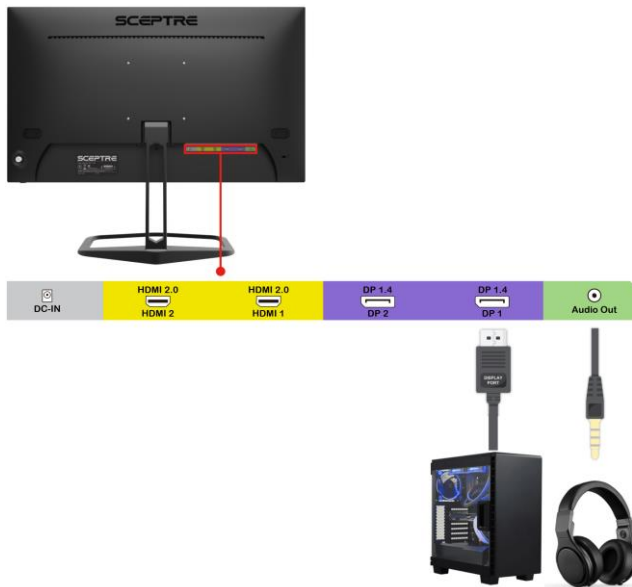 SCEPTRE
SCEPTRE
DC-IN
HDMI 2.0
HDMI 2
HDMI 2.0
HDMI 1
DP 1.4
DP 2
DP 1.4
DP 1
Audio Out
DISPLAY
PORT